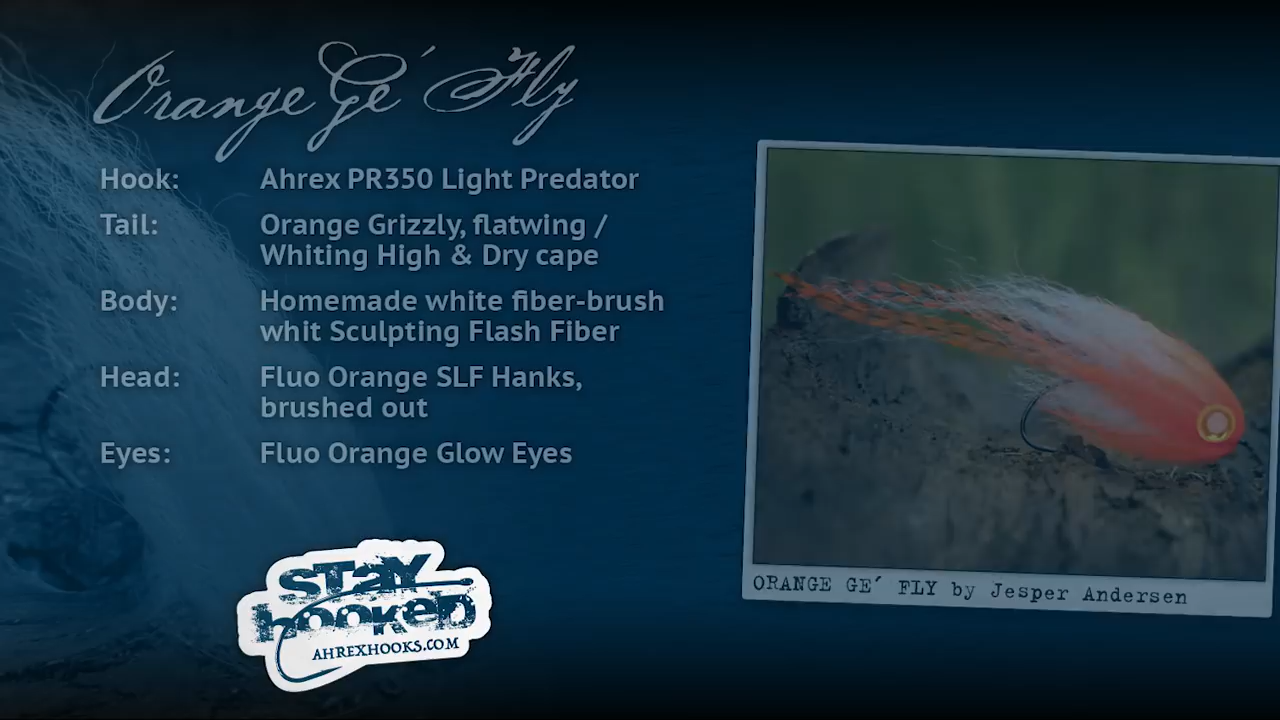 Orange Ge´ Fly
Hook: Ahrex PR350 Light Predator
Tail: Orange Grizzly, flatwing /
Whiting High & Dry cape
Body: Homemade white fiber-brush
whit Sculpting Flash Fiber
Head: Fluo Orange SLF Hanks,
brushed out
Eyes: Fluo Orange Glow Eyes
ORANGE GE´ FLY by Jesper Andersen
STAY
HOOKED
AHREXHOOKS.COM